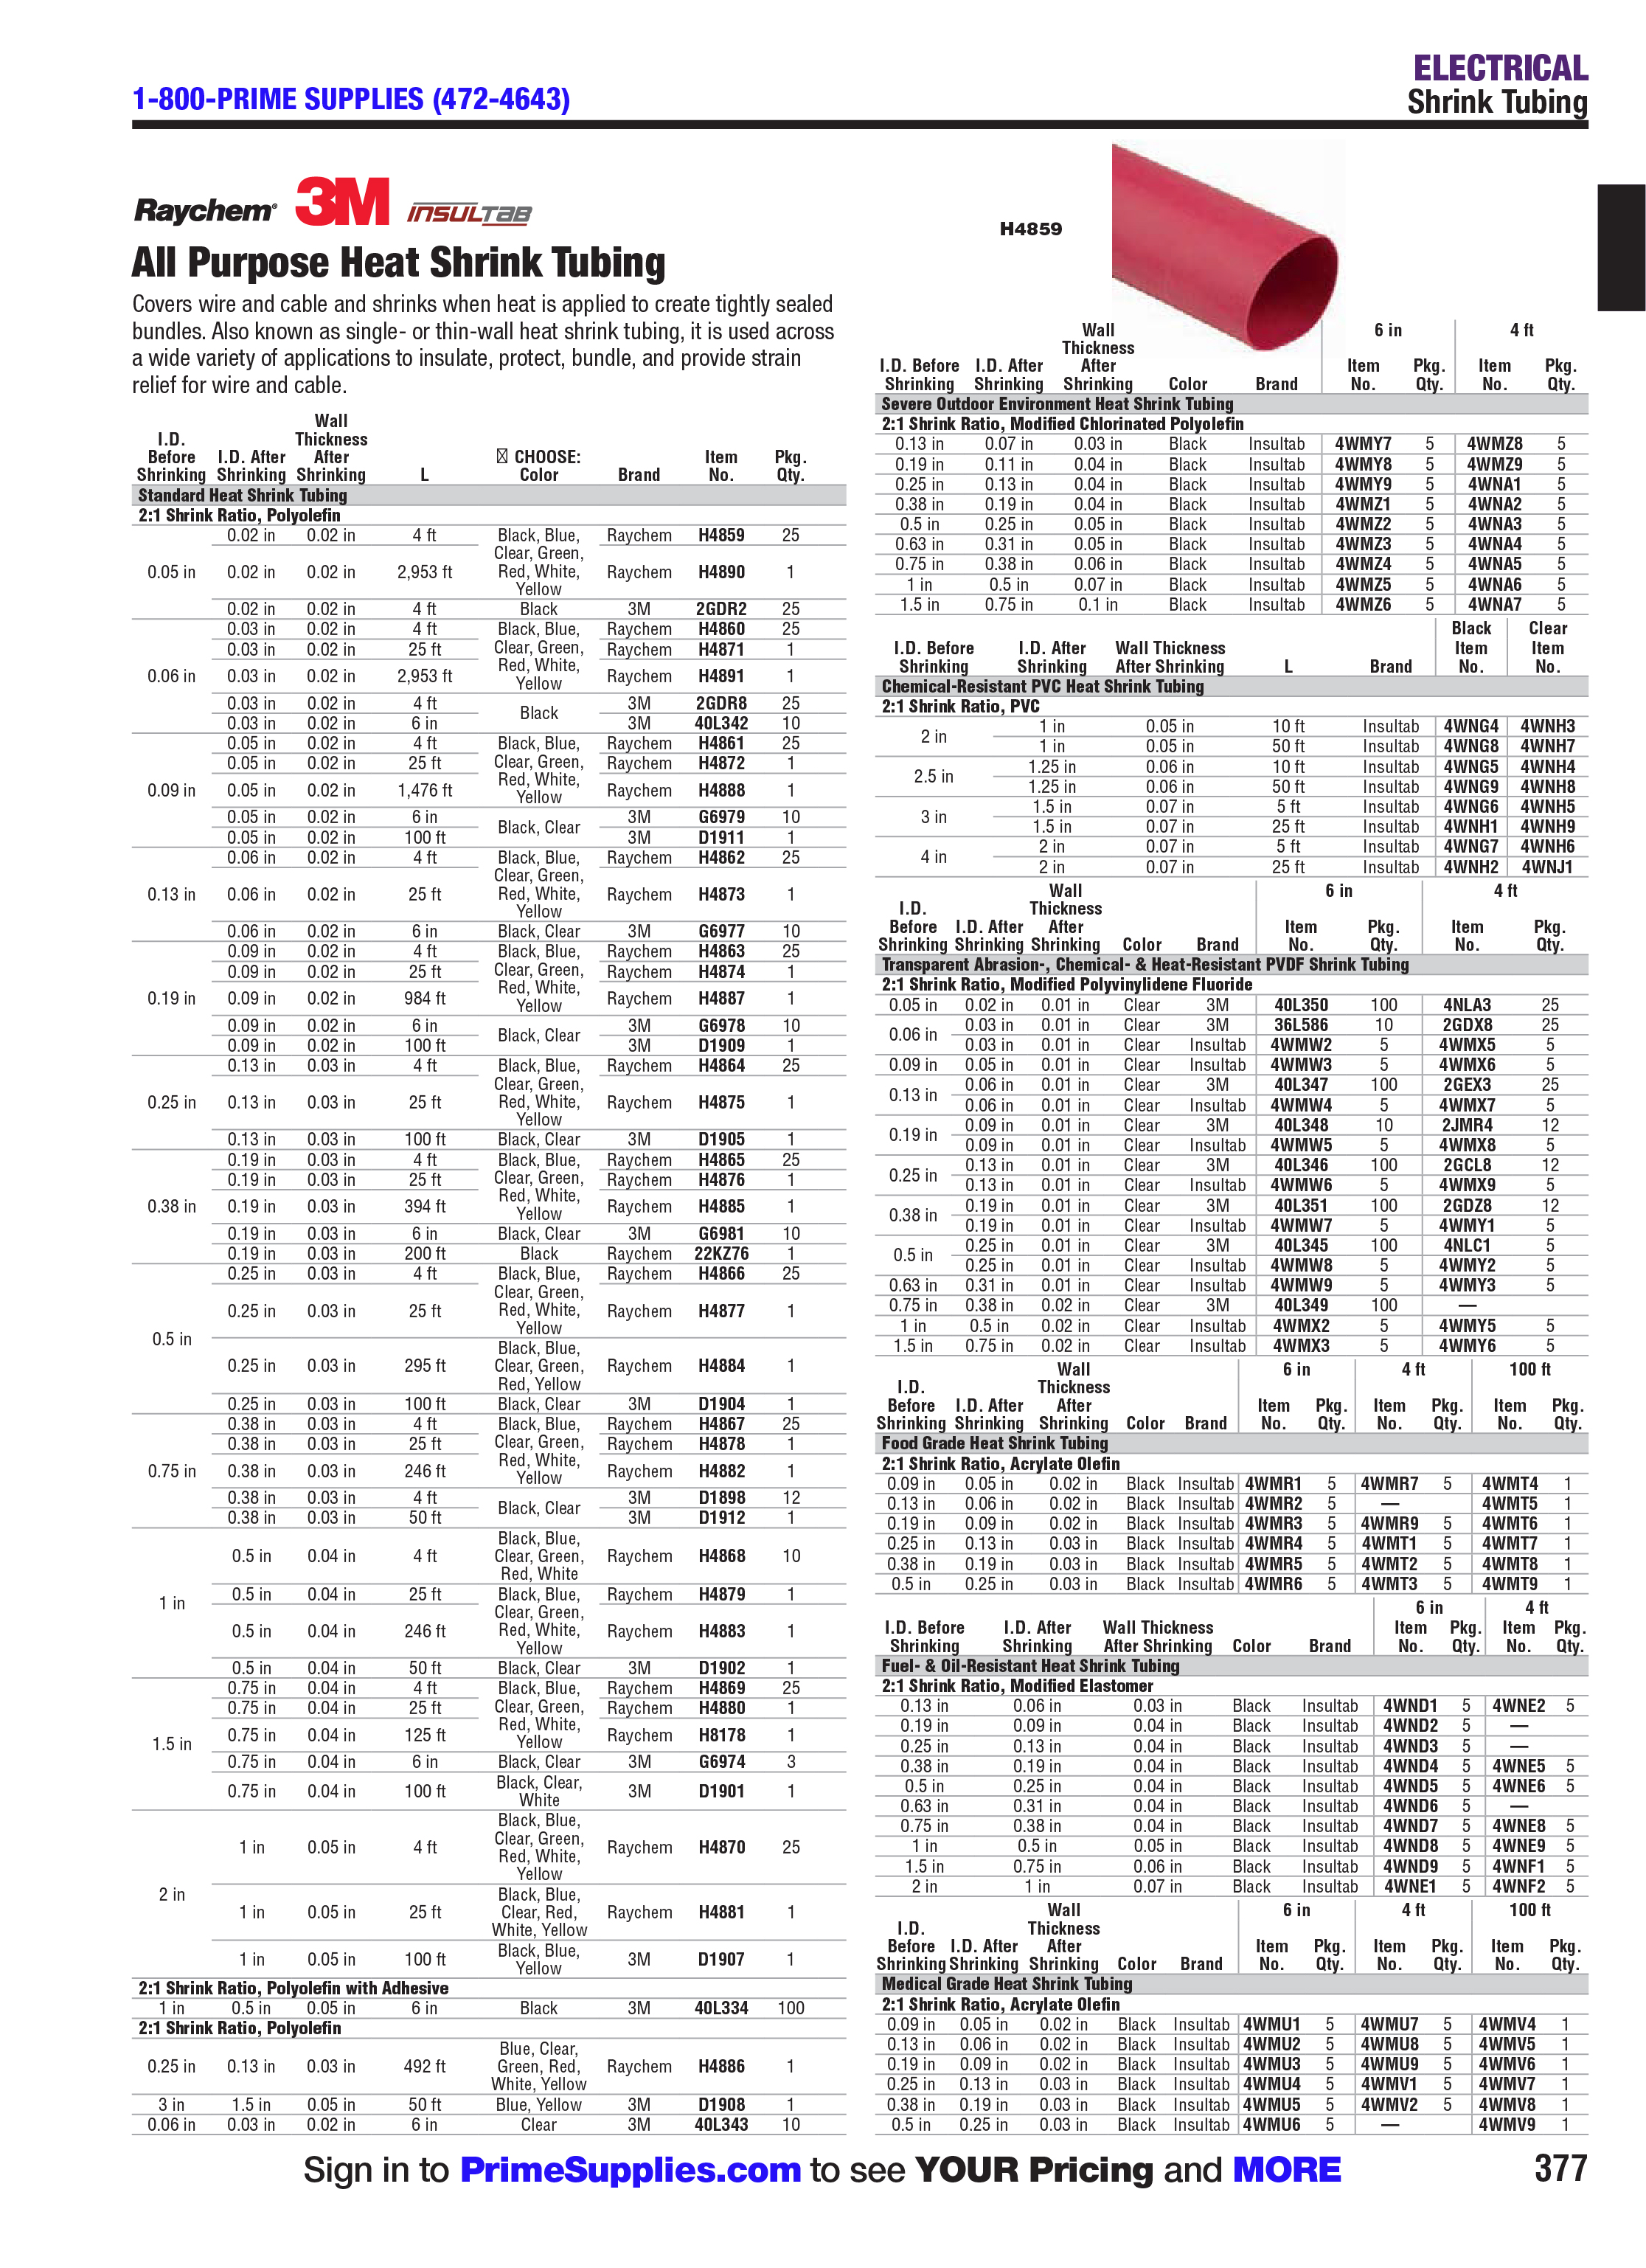 ELECTRICAL
1-800-PRIME SUPPLIES (472-4643)
Shrink Tubing
Raychem 3M INSULTAB
All Purpose Heat Shrink Tubing
Covers wire and cable and shrinks when heat is applied to create tightly sealed
bundles. Also known as single- or thin-wall heat shrink tubing, it is used across
a wide variety of applications to insulate, protect, bundle, and provide strain
relief for wire and cable.
I.D. Before Shrinking I.D. After Shrinking Wall Thickness After Shrinking L CHOOSE: Color Brand Item No. Pkg. Qty.
Standard Heat Shrink Tubing
2:1 Shrink Ratio, Polyolefin
0.05 in 0.02 in 0.02 in 4 ft Black, Blue, Clear, Green, Red, White, Yellow Raychem H4859 25
0.02 in 0.02 in 2,953 ft Raychem H4890 1
0.02 in 0.02 in 4 ft Black 3M 2GDR2 25
0.06 in 0.03 in 0.02 in 4 ft Black, Blue, Clear, Green, Red, White, Yellow Raychem H4860 25
0.03 in 0.02 in 25 ft Raychem H4871 1
0.03 in 0.02 in 2,953 ft Raychem H4891 1
0.03 in 0.02 in 4 ft Black 3M 2GDR8 25
0.03 in 0.02 in 6 in 3M 40L342 10
0.09 in 0.05 in 0.02 in 4 ft Black, Blue, Clear, Green, Red, White, Yellow Raychem H4861 25
0.05 in 0.02 in 25 ft Raychem H4872 1
0.05 in 0.02 in 1,476 ft Raychem H4888 1
0.05 in 0.02 in 6 in Black, Clear 3M G6979 10
0.05 in 0.02 in 100 ft 3M D1911 1
0.13 in 0.06 in 0.02 in 4 ft Black, Blue, Clear, Green, Red, White, Yellow Raychem H4862 25
0.06 in 0.02 in 25 ft Raychem H4873 1
0.06 in 0.02 in 6 in Black, Clear 3M G6977 10
0.19 in 0.09 in 0.02 in 4 ft Black, Blue, Clear, Green, Red, White, Yellow Raychem H4863 25
0.09 in 0.02 in 25 ft Raychem H4874 1
0.09 in 0.02 in 984 ft Raychem H4887 1
0.09 in 0.02 in 6 in Black, Clear 3M G6978 10
0.09 in 0.02 in 100 ft 3M D1909 1
0.25 in 0.13 in 0.03 in 4 ft Black, Blue, Clear, Green, Red, White, Yellow Raychem H4864 25
0.13 in 0.03 in 25 ft Raychem H4875 1
0.13 in 0.03 in 100 ft Black, Clear 3M D1905 1
0.38 in 0.19 in 0.03 in 4 ft Black, Blue, Clear, Green, Red, White, Yellow Raychem H4865 25
0.19 in 0.03 in 25 ft Raychem H4876 1
0.19 in 0.03 in 394 ft Raychem H4885 1
0.19 in 0.03 in 6 in Black, Clear 3M G6981 10
0.19 in 0.03 in 200 ft Black Raychem 22KZ76 1
0.5 in 0.25 in 0.03 in 4 ft Black, Blue, Clear, Green, Red, White, Yellow Raychem H4866 25
0.25 in 0.03 in 25 ft Raychem H4877 1
0.25 in 0.03 in 295 ft Black, Blue, Clear, Green, Red, Yellow Raychem H4884 1
0.25 in 0.03 in 100 ft Black, Clear 3M D1904 1
0.75 in 0.38 in 0.03 in 4 ft Black, Blue, Clear, Green, Red, White, Yellow Raychem H4867 25
0.38 in 0.03 in 25 ft Raychem H4878 1
0.38 in 0.03 in 246 ft Raychem H4882 1
0.38 in 0.03 in 4 ft Black, Clear 3M D1898 12
0.38 in 0.03 in 50 ft 3M D1912 1
1 in 0.5 in 0.04 in 4 ft Black, Blue, Clear, Green, Red, White Raychem H4868 10
0.5 in 0.04 in 25 ft Black, Blue, Clear, Green, Red, White, Yellow Raychem H4879 1
0.5 in 0.04 in 246 ft Raychem H4883 1
0.5 in 0.04 in 50 ft Black, Clear 3M D1902 1
1.5 in 0.75 in 0.04 in 4 ft Black, Blue, Clear, Green, Red, White, Yellow Raychem H4869 25
0.75 in 0.04 in 25 ft Raychem H4880 1
0.75 in 0.04 in 125 ft Raychem H8178 1
0.75 in 0.04 in 6 in Black, Clear 3M G6974 3
0.75 in 0.04 in 100 ft Black, Clear, White 3M D1901 1
2 in 1 in 0.05 in 4 ft Black, Blue, Clear, Green, Red, White, Yellow Raychem H4870 25
1 in 0.05 in 25 ft Black, Blue, Clear, Red, White, Yellow Raychem H4881 1
1 in 0.05 in 100 ft Black, Blue, Yellow 3M D1907 1
2:1 Shrink Ratio, Polyolefin with Adhesive
1 in 0.5 in 0.05 in 6 in Black 3M 40L334 100
2:1 Shrink Ratio, Polyolefin
0.25 in 0.13 in 0.03 in 492 ft Blue, Clear, Green, Red, White, Yellow Raychem H4886 1
3 in 1.5 in 0.05 in 50 ft Blue, Yellow 3M D1908 1
0.06 in 0.03 in 0.02 in 6 in Clear 3M 40L343 10
H4859
I.D. Before Shrinking I.D. After Shrinking Wall Thickness After Shrinking Color Brand 6 in Item No. Pkg. Qty. 4 ft Item No. Pkg. Qty.
Severe Outdoor Environment Heat Shrink Tubing
2:1 Shrink Ratio, Modified Chlorinated Polyolefin
0.13 in 0.07 in 0.03 in Black Insultab 4WMY7 5 4WMZ8 5
0.19 in 0.11 in 0.04 in Black Insultab 4WMY8 5 4WMZ9 5
0.25 in 0.13 in 0.04 in Black Insultab 4WMY9 5 4WNA1 5
0.38 in 0.19 in 0.04 in Black Insultab 4WMZ1 5 4WNA2 5
0.5 in 0.25 in 0.05 in Black Insultab 4WMZ2 5 4WNA3 5
0.63 in 0.31 in 0.05 in Black Insultab 4WMZ3 5 4WNA4 5
0.75 in 0.38 in 0.06 in Black Insultab 4WMZ4 5 4WNA5 5
1 in 0.5 in 0.07 in Black Insultab 4WMZ5 5 4WNA6 5
1.5 in 0.75 in 0.1 in Black Insultab 4WMZ6 5 4WNA7 5
I.D. Before Shrinking I.D. After Shrinking Wall Thickness After Shrinking L Brand Black Item No. Clear Item No.
Chemical-Resistant PVC Heat Shrink Tubing
2:1 Shrink Ratio, PVC
2 in 1 in 0.05 in 10 ft Insultab 4WNG4 4WNH3
1 in 0.05 in 50 ft Insultab 4WNG8 4WNH7
2.5 in 1.25 in 0.06 in 10 ft Insultab 4WNG5 4WNH4
1.25 in 0.06 in 50 ft Insultab 4WNG9 4WNH8
3 in 1.5 in 0.07 in 5 ft Insultab 4WNG6 4WNH5
1.5 in 0.07 in 25 ft Insultab 4WNH1 4WNH9
4 in 2 in 0.07 in 5 ft Insultab 4WNG7 4WNH6
2 in 0.07 in 25 ft Insultab 4WNH2 4WNJ1
I.D. Before Shrinking I.D. After Shrinking Wall Thickness After Shrinking Color Brand 6 in Item No. Pkg. Qty. 4 ft Item No. Pkg. Qty.
Transparent Abrasion-, Chemical- & Heat-Resistant PVDF Shrink Tubing
2:1 Shrink Ratio, Modified Polyvinylidene Fluoride
0.05 in 0.02 in 0.01 in Clear 3M 40L350 100 4NLA3 25
0.06 in 0.03 in 0.01 in Clear 3M 36L586 10 2GDX8 25
0.03 in 0.01 in Clear Insultab 4WMW2 5 4WMX5 5
0.09 in 0.05 in 0.01 in Clear Insultab 4WMW3 5 4WMX6 5
0.13 in 0.06 in 0.01 in Clear 3M 40L347 100 2GEX3 25
0.06 in 0.01 in Clear Insultab 4WMW4 5 4WMX7 5
0.19 in 0.09 in 0.01 in Clear 3M 40L348 10 2JMR4 12
0.09 in 0.01 in Clear Insultab 4WMW5 5 4WMX8 5
0.25 in 0.13 in 0.01 in Clear 3M 40L346 100 2GCL8 12
0.13 in 0.01 in Clear Insultab 4WMW6 5 4WMX9 5
0.38 in 0.19 in 0.01 in Clear 3M 40L351 100 2GDZ8 12
0.19 in 0.01 in Clear Insultab 4WMW7 5 4WMY1 5
0.5 in 0.25 in 0.01 in Clear 3M 40L345 100 4NLC1 5
0.25 in 0.01 in Clear Insultab 4WMW8 5 4WMY2 5
0.63 in 0.31 in 0.01 in Clear Insultab 4WMW9 5 4WMY3 5
0.75 in 0.38 in 0.02 in Clear 3M 40L349 100 —
1 in 0.5 in 0.02 in Clear Insultab 4WMX2 5 4WMY5 5
1.5 in 0.75 in 0.02 in Clear Insultab 4WMX3 5 4WMY6 5
I.D. Before Shrinking I.D. After Shrinking Wall Thickness After Shrinking Color Brand 6 in Item No. Pkg. Qty. 4 ft Item No. Pkg. Qty. 100 ft Item No. Pkg. Qty.
Food Grade Heat Shrink Tubing
2:1 Shrink Ratio, Acrylate Olefin
0.09 in 0.05 in 0.02 in Black Insultab 4WMR1 5 4WMR7 5 4WMT4 1
0.13 in 0.06 in 0.02 in Black Insultab 4WMR2 5 — 4WMT5 1
0.19 in 0.09 in 0.02 in Black Insultab 4WMR3 5 4WMR9 5 4WMT6 1
0.25 in 0.13 in 0.03 in Black Insultab 4WMR4 5 4WMT1 5 4WMT7 1
0.38 in 0.19 in 0.03 in Black Insultab 4WMR5 5 4WMT2 5 4WMT8 1
0.5 in 0.25 in 0.03 in Black Insultab 4WMR6 5 4WMT3 5 4WMT9 1
I.D. Before Shrinking I.D. After Shrinking Wall Thickness After Shrinking Color Brand 6 in Item No. Pkg. Qty. 4 ft Item No. Pkg. Qty.
Fuel- & Oil-Resistant Heat Shrink Tubing
2:1 Shrink Ratio, Modified Elastomer
0.13 in 0.06 in 0.03 in Black Insultab 4WND1 5 4WNE2 5
0.19 in 0.09 in 0.04 in Black Insultab 4WND2 5 —
0.25 in 0.13 in 0.04 in Black Insultab 4WND3 5 —
0.38 in 0.19 in 0.04 in Black Insultab 4WND4 5 4WNE5 5
0.5 in 0.25 in 0.04 in Black Insultab 4WND5 5 4WNE6 5
0.63 in 0.31 in 0.04 in Black Insultab 4WND6 5 —
0.75 in 0.38 in 0.04 in Black Insultab 4WND7 5 4WNE8 5
1 in 0.5 in 0.05 in Black Insultab 4WND8 5 4WNE9 5
1.5 in 0.75 in 0.06 in Black Insultab 4WND9 5 4WNF1 5
2 in 1 in 0.07 in Black Insultab 4WNE1 5 4WNF2 5
I.D. Before Shrinking I.D. After Shrinking Wall Thickness After Shrinking Color Brand 6 in Item No. Pkg. Qty. 4 ft Item No. Pkg. Qty. 100 ft Item No. Pkg. Qty.
Medical Grade Heat Shrink Tubing
2:1 Shrink Ratio, Acrylate Olefin
0.09 in 0.05 in 0.02 in Black Insultab 4WMU1 5 4WMU7 5 4WMV4 1
0.13 in 0.06 in 0.02 in Black Insultab 4WMU2 5 4WMU8 5 4WMV5 1
0.19 in 0.09 in 0.02 in Black Insultab 4WMU3 5 4WMU9 5 4WMV6 1
0.25 in 0.13 in 0.03 in Black Insultab 4WMU4 5 4WMV1 5 4WMV7 1
0.38 in 0.19 in 0.03 in Black Insultab 4WMU5 5 4WMV2 5 4WMV8 1
0.5 in 0.25 in 0.03 in Black Insultab 4WMU6 5 — 4WMV9 1
Sign in to PrimeSupplies.com to see YOUR Pricing and MORE
377